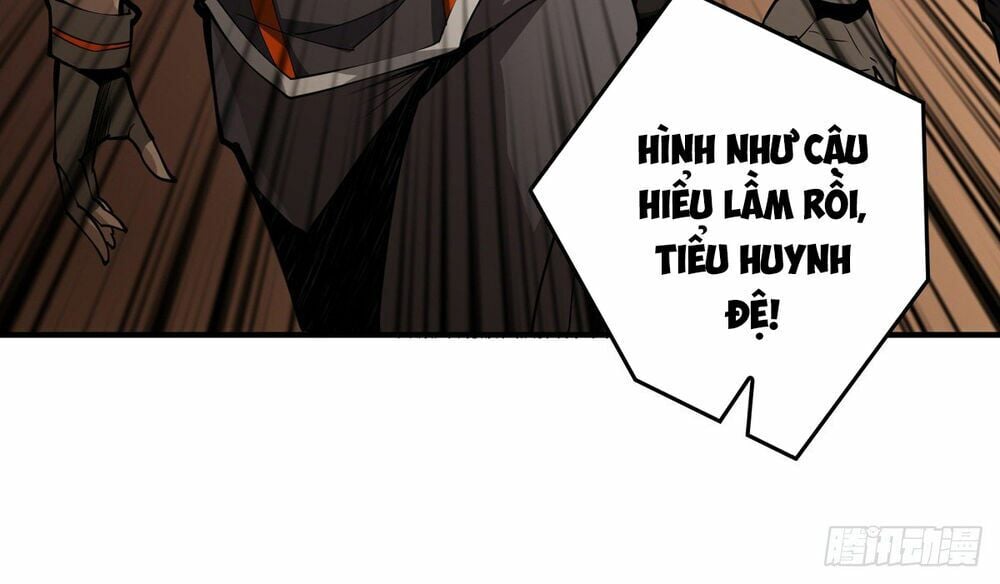 HÌNH NHƯ CẬU
HIỂU LẦM RỒI,
TIỂU HUYNH
ĐỆ!
腾讯动漫